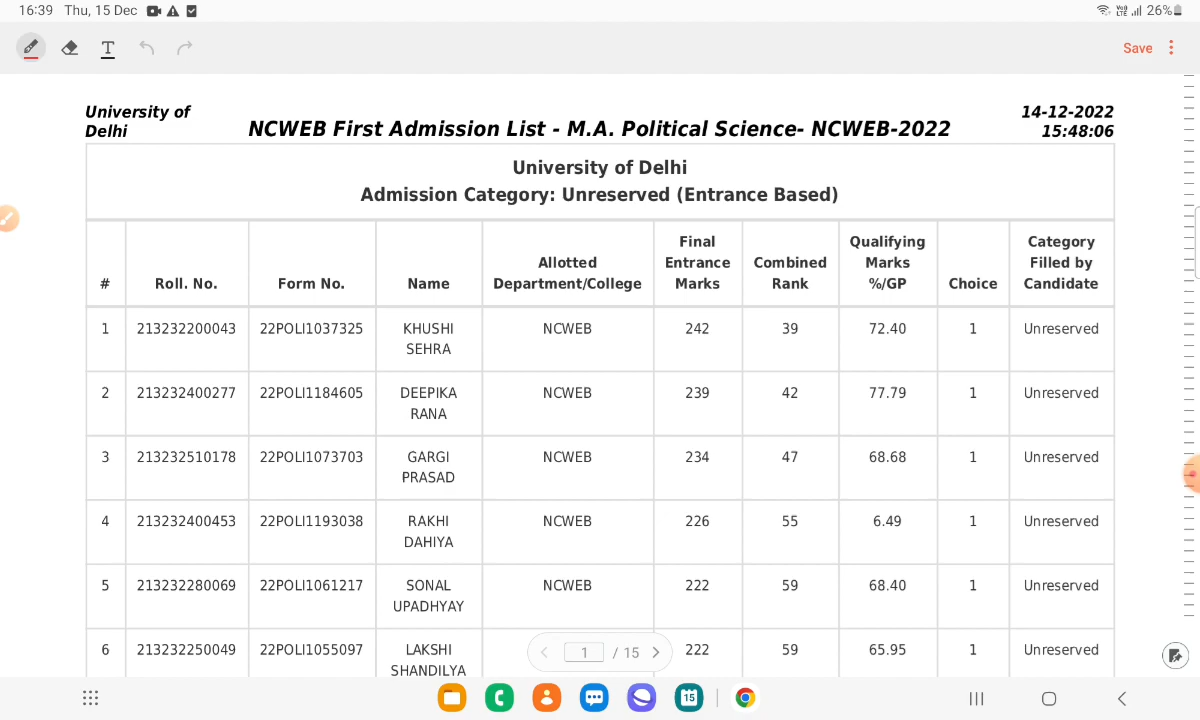 16:39 Thu, 15 Dec
26%
T
Save
University of
Delhi
NCWEB First Admission List - M.A. Political Science- NCWEB-2022
14-12-2022
15:48:06
University of Delhi
Admission Category: Unreserved (Entrance Based)
# Roll. No. Form No. Name Allotted Department/College Final Entrance Marks Combined Rank Qualifying Marks %/GP Choice Category Filled by Candidate
1 213232200043 22POLI1037325 KHUSHI SEHRA NCWEB 242 39 72.40 1 Unreserved
2 213232400277 22POLI1184605 DEEPIKA RANA NCWEB 239 42 77.79 1 Unreserved
3 213232510178 22POLI1073703 GARGI PRASAD NCWEB 234 47 68.68 1 Unreserved
4 213232400453 22POLI1193038 RAKHI DAHIYA NCWEB 226 55 6.49 1 Unreserved
5 213232280069 22POLI1061217 SONAL UPADHYAY NCWEB 222 59 68.40 1 Unreserved
6 213232250049 22POLI1055097 LAKSHI SHANDILYA 222 59 65.95 1 Unreserved
1 / 15
15